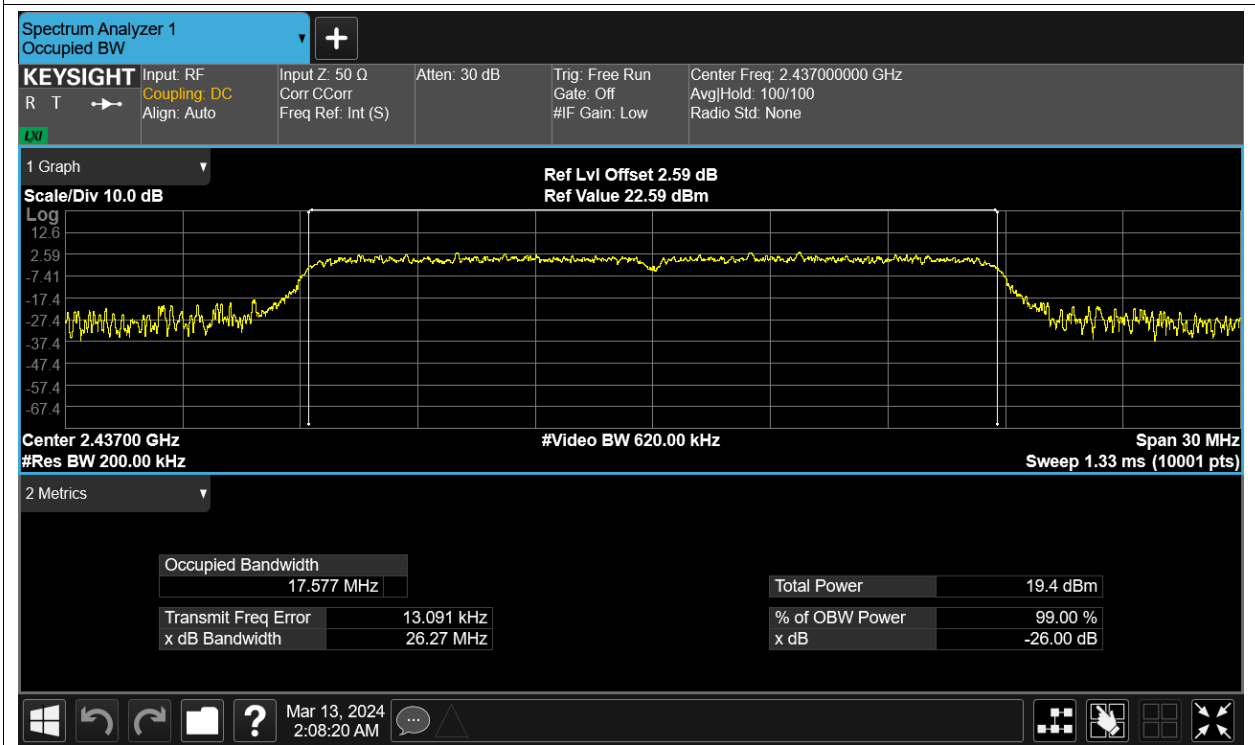 Spectrum Analyzer 1
Occupied BW
KEYSIGHT
R T
LXI
Input: RF
Coupling: DC
Align: Auto
Input Z: 50 Ω
Corr CCorr
Freq Ref: Int (S)
Atten: 30 dB
Trig: Free Run
Gate: Off
#IF Gain: Low
Center Freq: 2.437000000 GHz
Avg|Hold: 100/100
Radio Std: None
1 Graph
Scale/Div 10.0 dB
Ref Lvl Offset 2.59 dB
Ref Value 22.59 dBm
Log
12.6
2.59
-7.41
-17.4
-27.4
-37.4
-47.4
-57.4
-67.4
Center 2.43700 GHz
#Video BW 620.00 kHz
Span 30 MHz
#Res BW 200.00 kHz
Sweep 1.33 ms (10001 pts)
2 Metrics
Occupied Bandwidth
17.577 MHz
Total Power 19.4 dBm
Transmit Freq Error 13.091 kHz
% of OBW Power 99.00 %
x dB Bandwidth 26.27 MHz
x dB -26.00 dB
?
Mar 13, 2024
2:08:20 AM